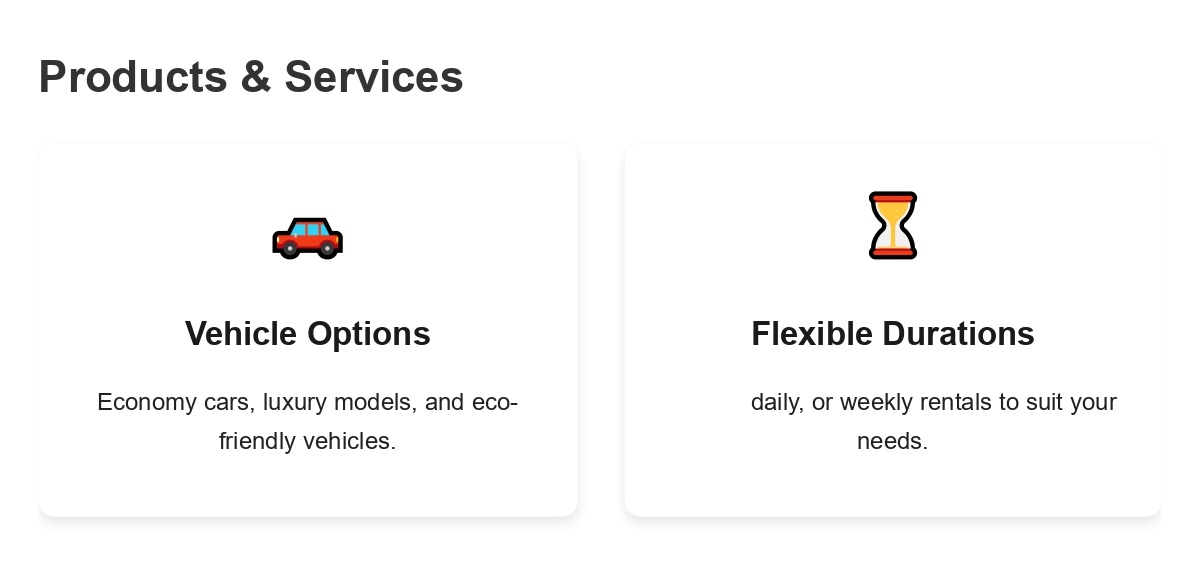 Products & Services
Vehicle Options
Economy cars, luxury models, and eco-
friendly vehicles.
Flexible Durations
daily, or weekly rentals to suit your
needs.